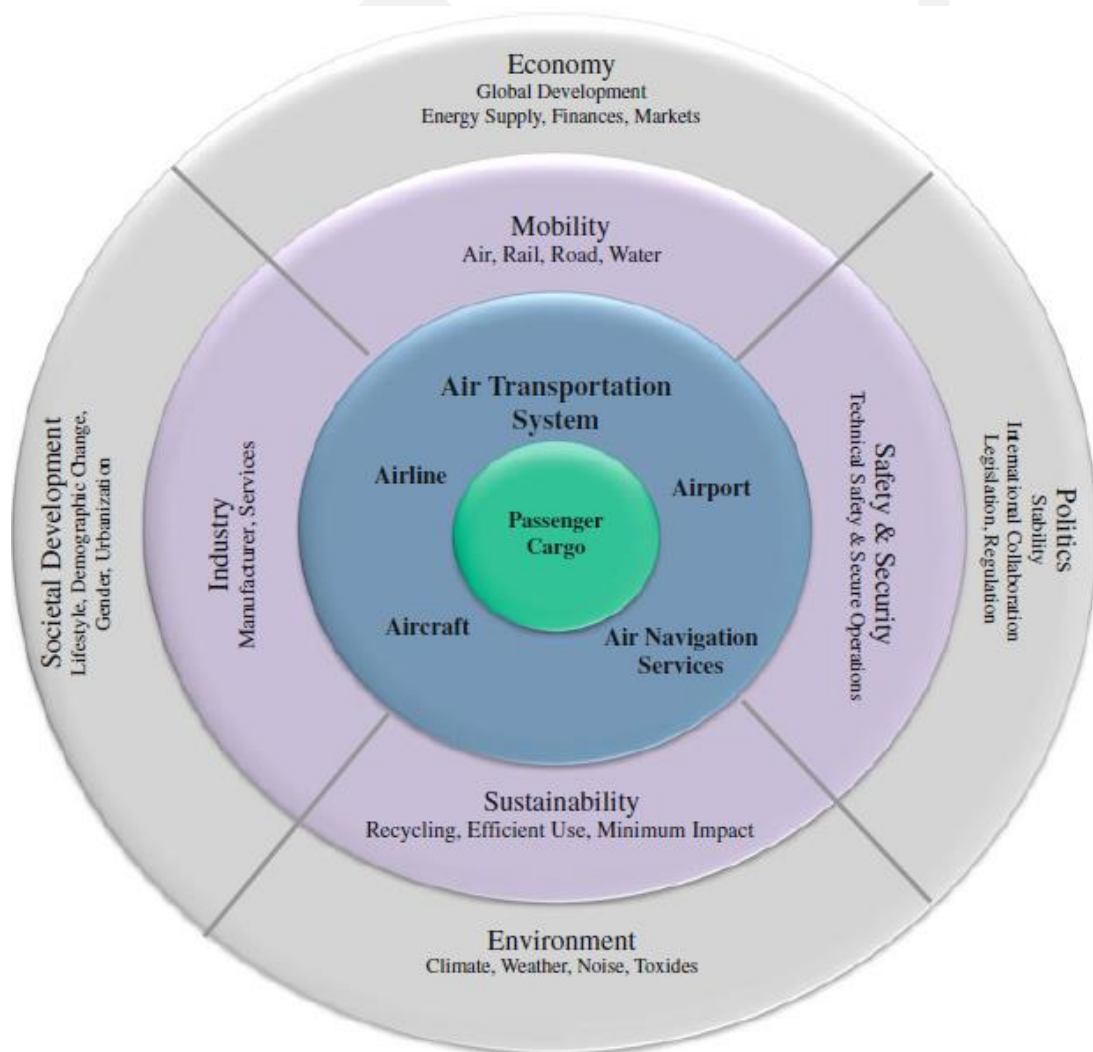 Economy
Global Development
Energy Supply, Finances, Markets
Mobility
Air, Rail, Road, Water
Air Transportation
System
Airline
Airport
Passenger
Cargo
Aircraft
Air Navigation
Services
Societal Development
Lifestyle, Demographic Change,
Gender, Urbanization
Industry
Manufacturer, Services
Safety & Security
Technical Safety & Secure Operations
Politics
Stability
International Collaboration
Legislation, Regulation
Sustainability
Recycling, Efficient Use, Minimum Impact
Environment
Climate, Weather, Noise, Toxides